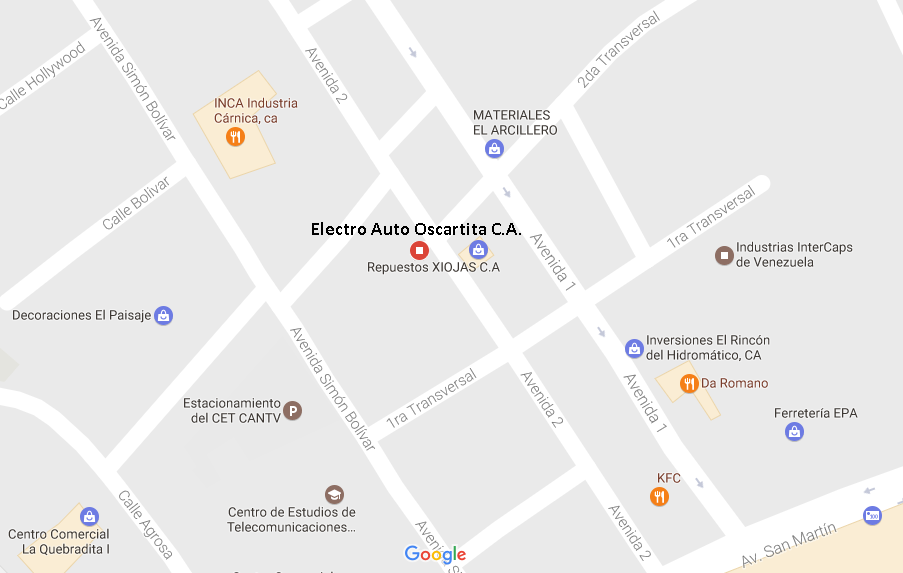 Avenida Simón Bolívar
Calle Hollywood
Avenida 2
2da Transversal
INCA Industria
Cárnica, ca
MATERIALES
EL ARCILLERO
Calle Bolivar
1ra Transversal
Electro Auto Oscartita C.A.
Repuestos XIOJAS C.A
Avenida 1
Industrias InterCaps
de Venezuela
Decoraciones El Paisaje
Avenida Simón Bolívar
Inversiones El Rincón
del Hidromático, CA
Da Romano
1ra Transversal
Avenida 2
Avenida 1
Estacionamiento
del CET CANTV
P
Ferretería EPA
KFC
Calle Agrosa
Centro de Estudios de
Telecomunicaciones...
Avenida 2
Centro Comercial
La Quebradita I
Google
Av. San Martín